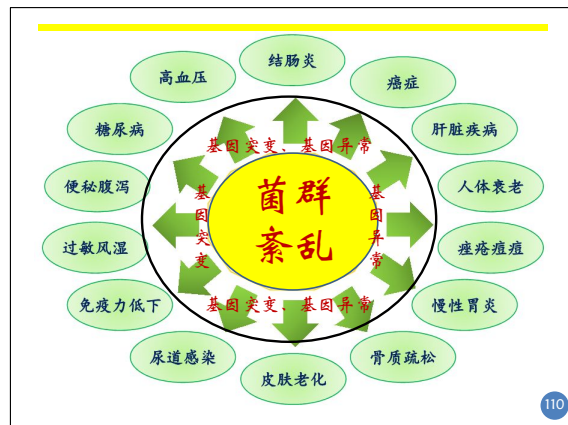 结肠炎
高血压
癌症
糖尿病
肝脏疾病
基因突变、基因异常
便秘腹泻
人体衰老
菌群
紊乱
基因突变
基因异常
过敏风湿
痤疮痘痘
免疫力低下
慢性胃炎
基因突变、基因异常
尿道感染
骨质疏松
皮肤老化
110